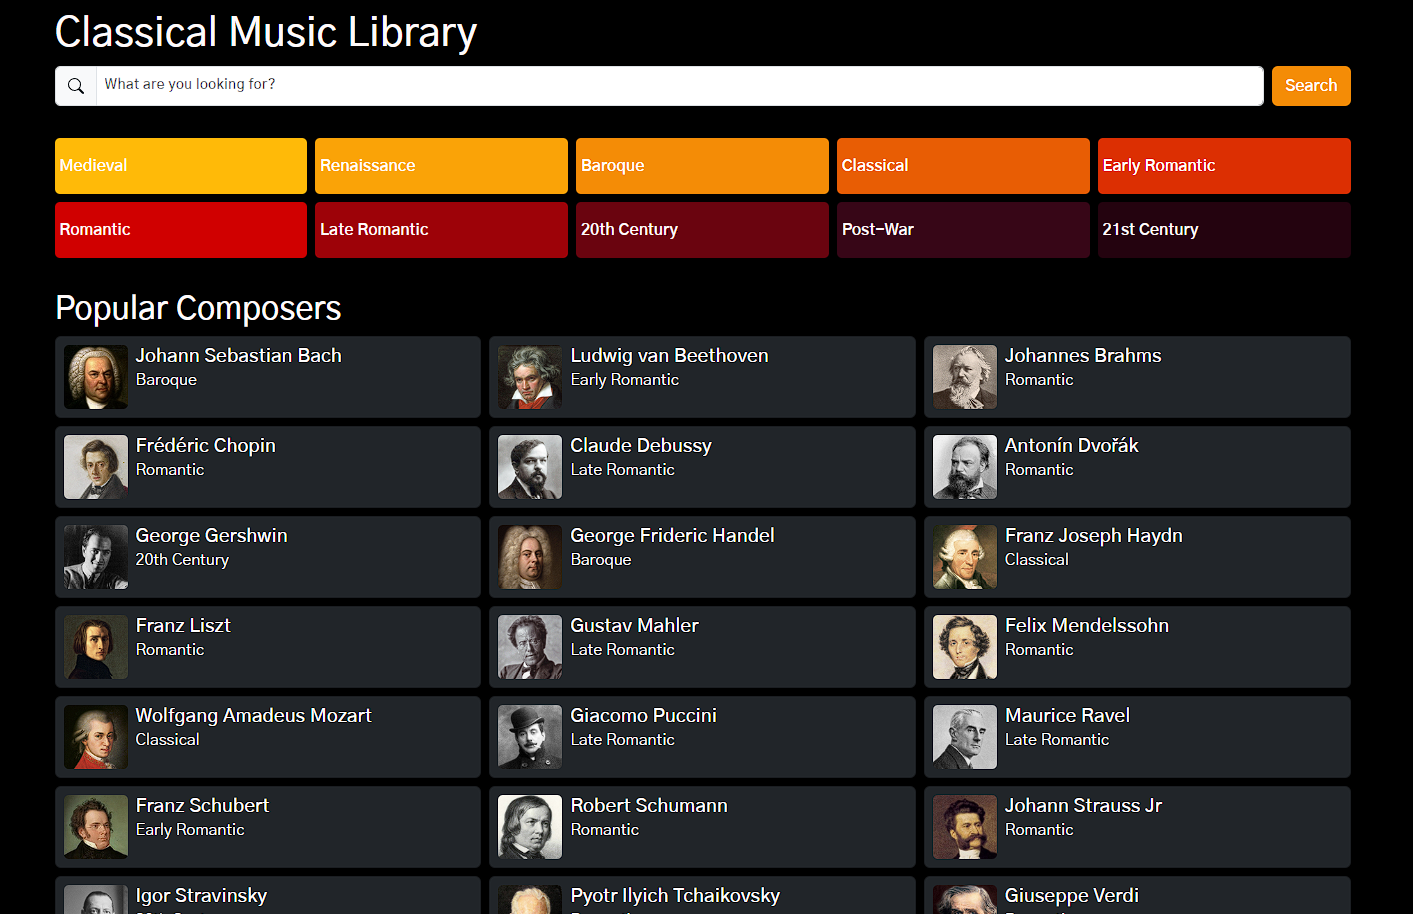 Classical Music Library
What are you looking for?
Search
Medieval
Renaissance
Baroque
Classical
Early Romantic
Romantic
Late Romantic
20th Century
Post-War
21st Century
Popular Composers
Johann Sebastian Bach
Baroque
Ludwig van Beethoven
Early Romantic
Johannes Brahms
Romantic
Frédéric Chopin
Romantic
Claude Debussy
Late Romantic
Antonín Dvořák
Romantic
George Gershwin
20th Century
George Frideric Handel
Baroque
Franz Joseph Haydn
Classical
Franz Liszt
Romantic
Gustav Mahler
Late Romantic
Felix Mendelssohn
Romantic
Wolfgang Amadeus Mozart
Classical
Giacomo Puccini
Late Romantic
Maurice Ravel
Late Romantic
Franz Schubert
Early Romantic
Robert Schumann
Romantic
Johann Strauss Jr
Romantic
Igor Stravinsky
Pyotr Ilyich Tchaikovsky
Giuseppe Verdi